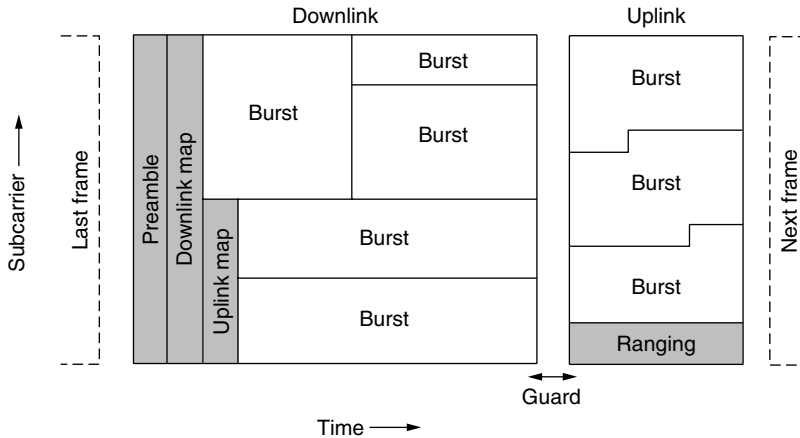 Downlink
Uplink
Subcarrier
Last frame
Preamble
Downlink map
Uplink map
Burst
Burst
Burst
Burst
Burst
Burst
Burst
Burst
Ranging
Next frame
Guard
Time